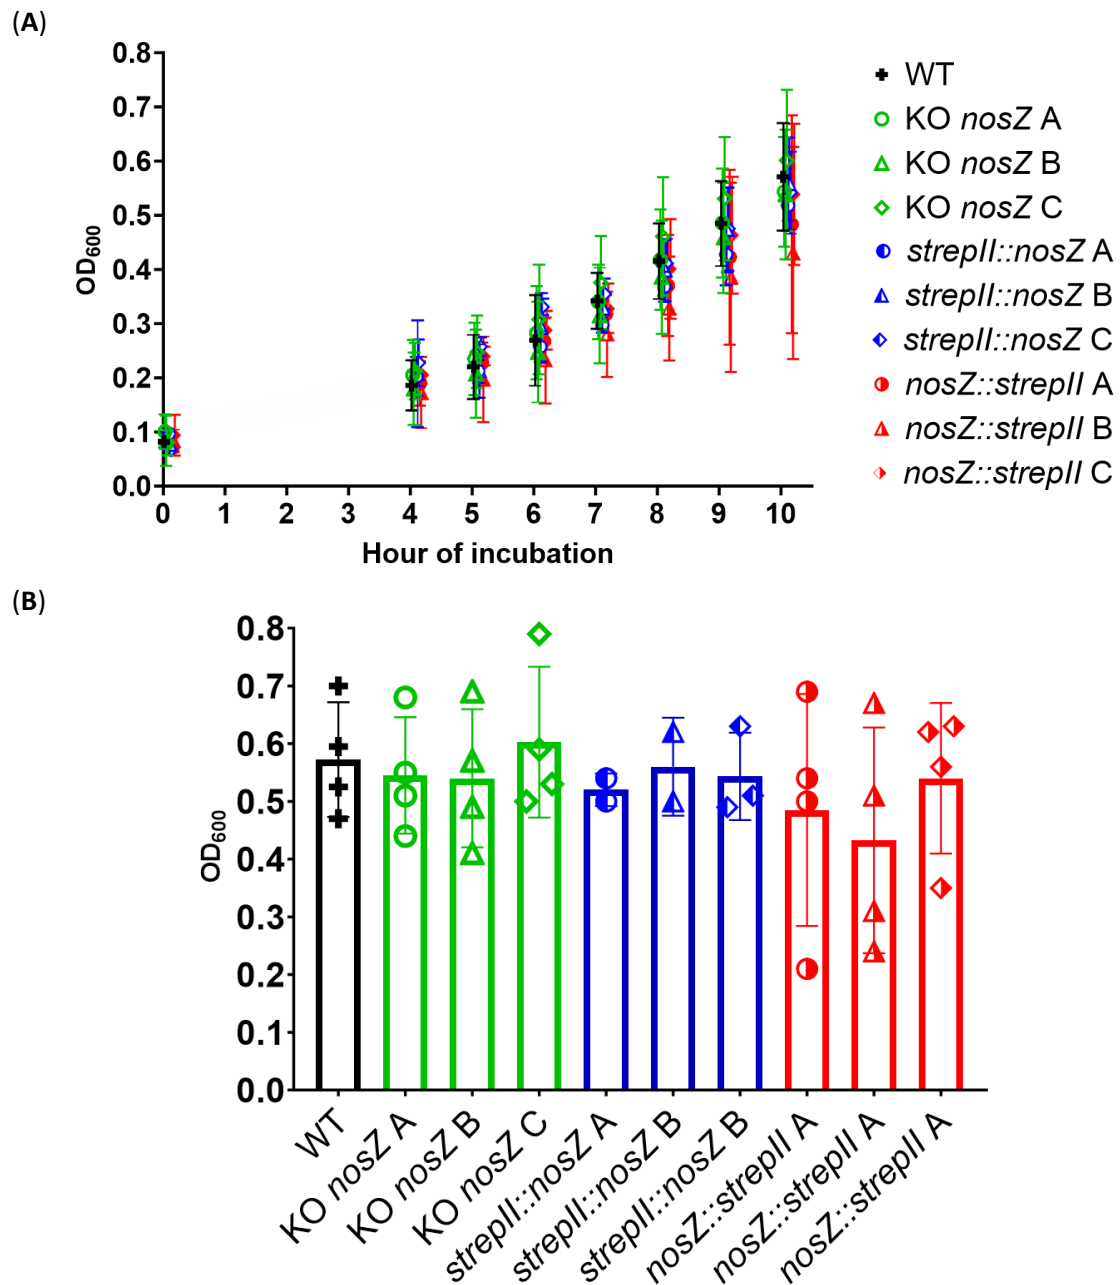 (A)
0.8
0.7
0.6
0.5
0.4
0.3
0.2
0.1
0.0
OD600
0 1 2 3 4 5 6 7 8 9 10
Hour of incubation
WT
KO nosZ A
KO nosZ B
KO nosZ C
strepII::nosZ A
strepII::nosZ B
strepII::nosZ C
nosZ::strepII A
nosZ::strepII B
nosZ::strepII C
(B)
0.8
0.7
0.6
0.5
0.4
0.3
0.2
0.1
0.0
OD600
WT
KO nosZ A
KO nosZ B
KO nosZ C
strepII::nosZ A
strepII::nosZ B
strepII::nosZ B
nosZ::strepII A
nosZ::strepII A
nosZ::strepII A